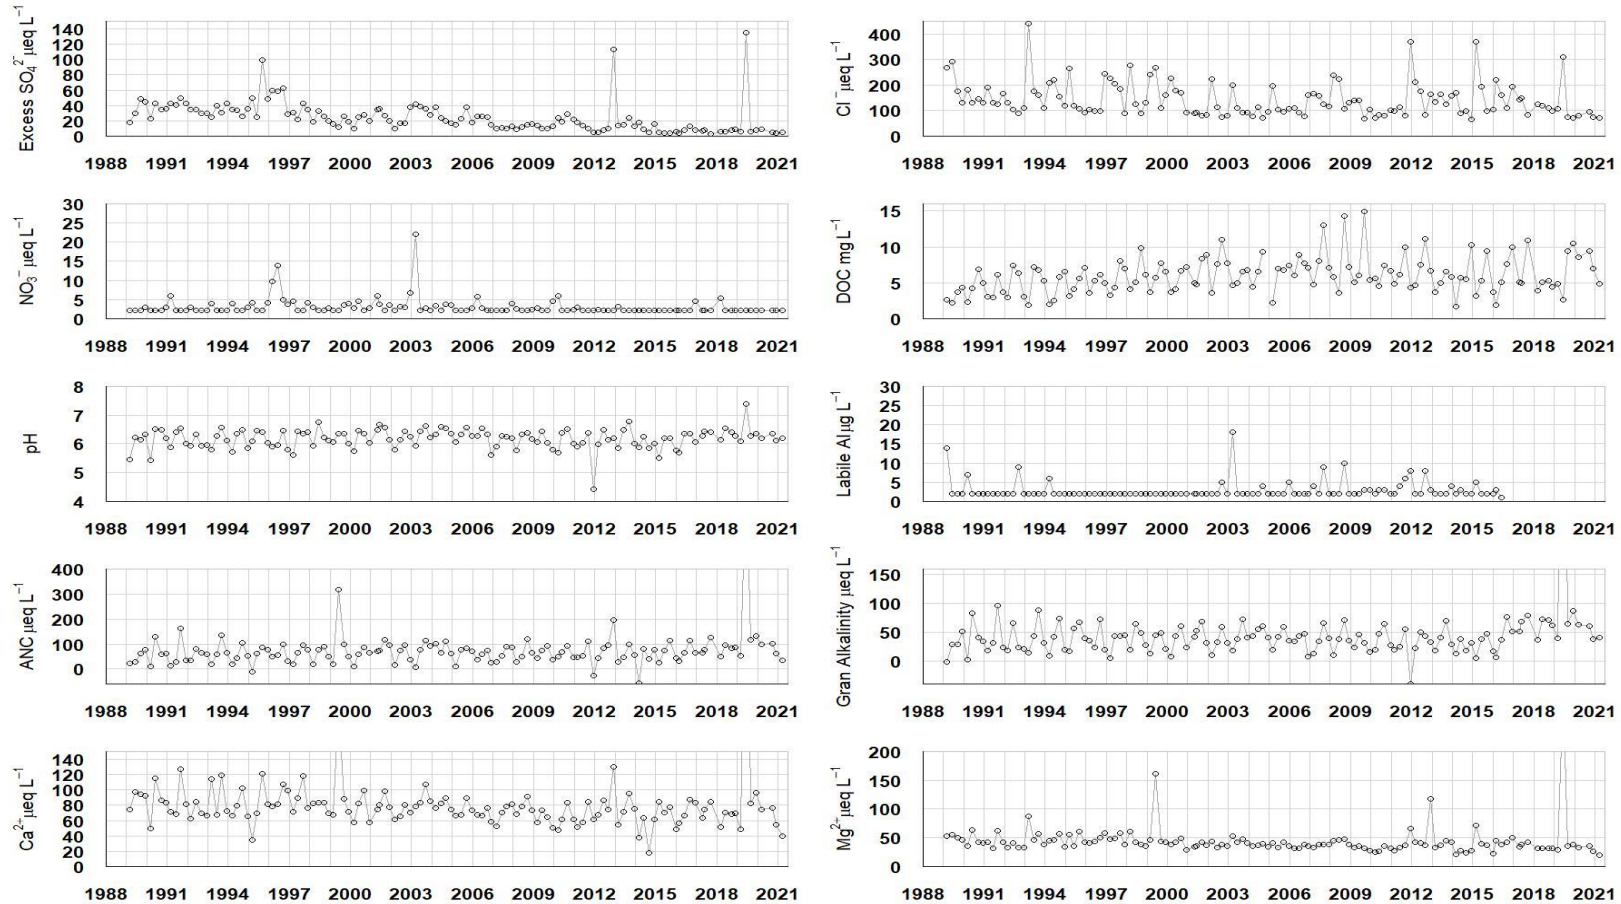 Excess SO₄²⁻ µeq L⁻¹
140
120
100
80
60
40
20
0
1988 1991 1994 1997 2000 2003 2006 2009 2012 2015 2018 2021
Cl⁻ µeq L⁻¹
400
300
200
100
0
1988 1991 1994 1997 2000 2003 2006 2009 2012 2015 2018 2021
NO₃⁻ µeq L⁻¹
30
25
20
15
10
5
0
1988 1991 1994 1997 2000 2003 2006 2009 2012 2015 2018 2021
DOC mg L⁻¹
15
10
5
0
1988 1991 1994 1997 2000 2003 2006 2009 2012 2015 2018 2021
pH
8
7
6
5
4
1988 1991 1994 1997 2000 2003 2006 2009 2012 2015 2018 2021
Labile Alµg L⁻¹
30
25
20
15
10
5
0
1988 1991 1994 1997 2000 2003 2006 2009 2012 2015 2018 2021
ANC µeq L⁻¹
400
300
200
100
0
1988 1991 1994 1997 2000 2003 2006 2009 2012 2015 2018 2021
Gran Alkalinity µeq L⁻¹
150
100
50
0
1988 1991 1994 1997 2000 2003 2006 2009 2012 2015 2018 2021
Ca²⁺µeq L⁻¹
140
120
100
80
60
40
20
0
1988 1991 1994 1997 2000 2003 2006 2009 2012 2015 2018 2021
Mg²⁺µeq L⁻¹
200
150
100
50
0
1988 1991 1994 1997 2000 2003 2006 2009 2012 2015 2018 2021